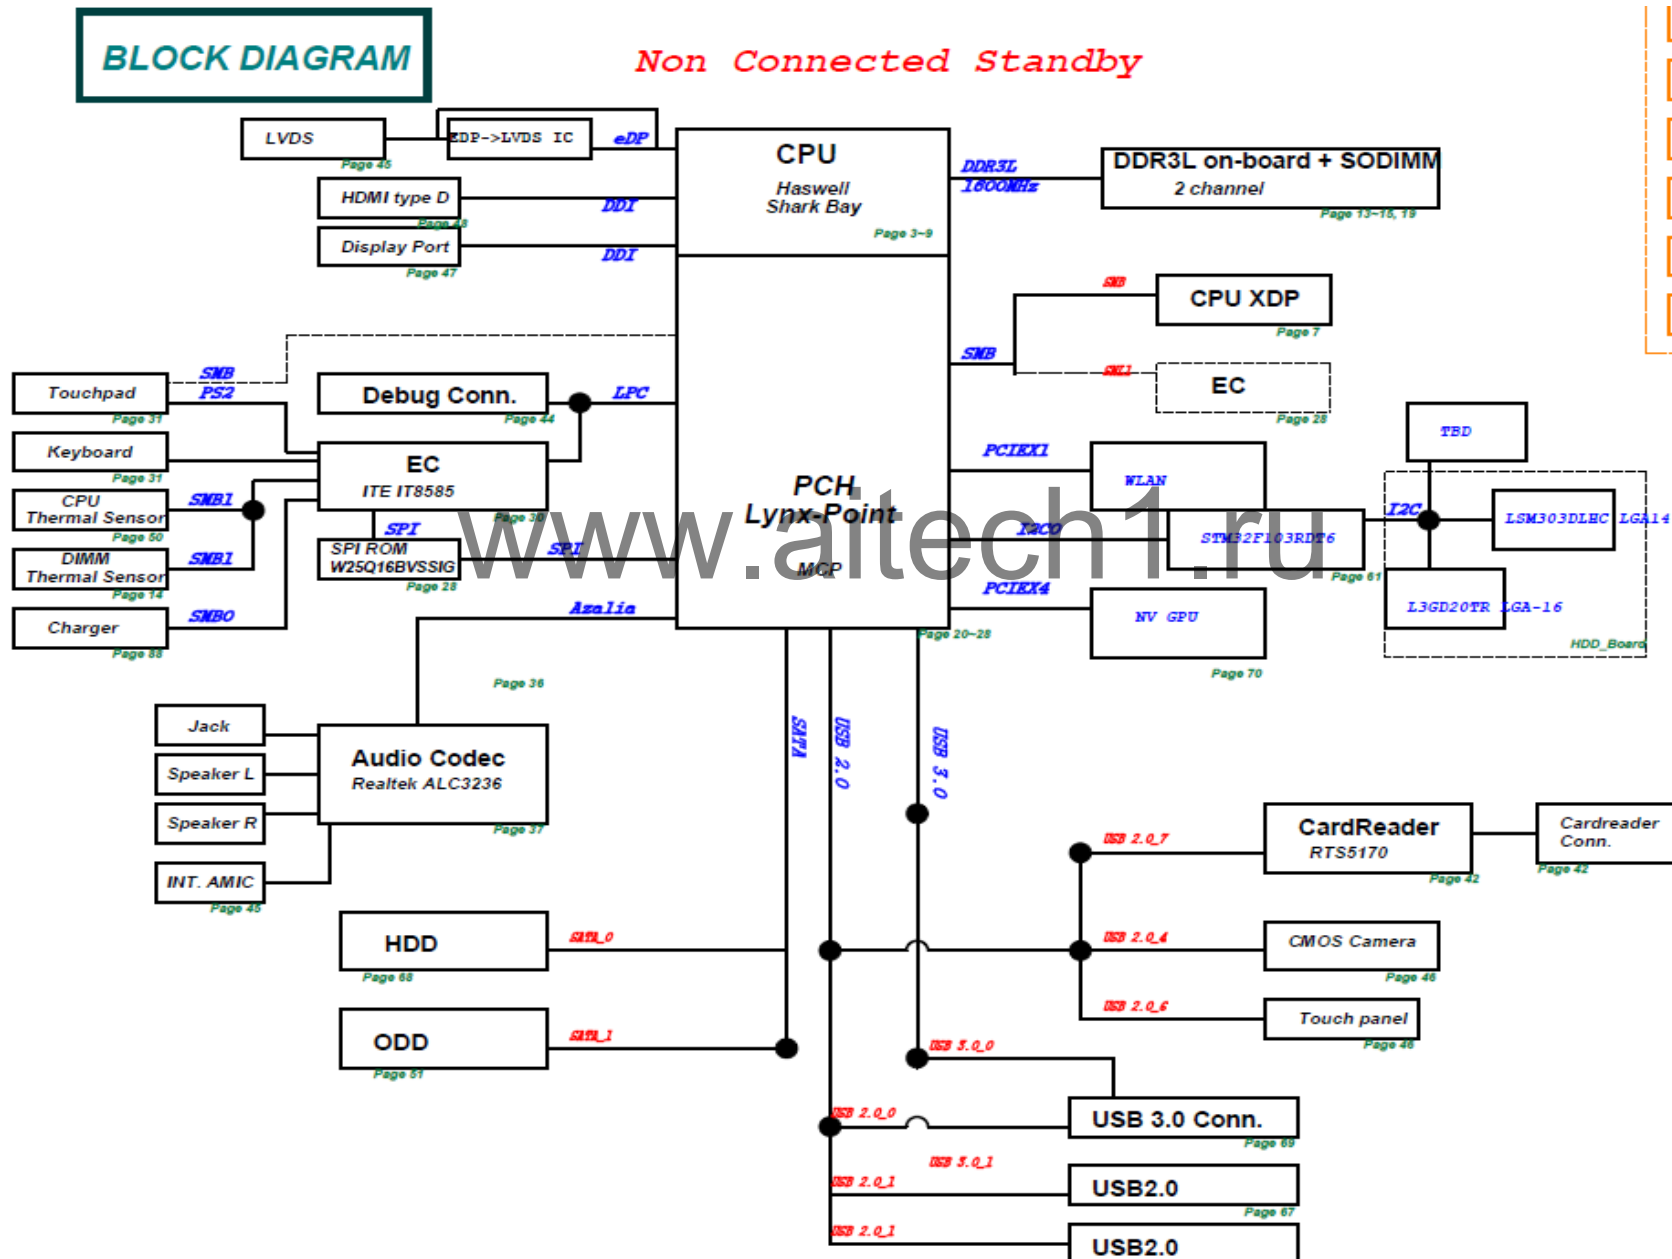 BLOCK DIAGRAM
Non Connected Standby
LVDS
Page 45
EDP->LVDS IC
eDP
HDMI type D
Page 48
DDI
Display Port
Page 47
DDI
CPU
Haswell
Shark Bay
Page 3~9
DDR3L
1600MHz
DDR3L on-board + SODIMM
2 channel
Page 13~15, 19
SMB
CPU XDP
Page 7
SMB
SML1
EC
Page 28
Touchpad
Page 31
SMB
PS2
Debug Conn.
Page 44
LPC
Keyboard
Page 31
EC
ITE IT8585
Page 30
CPU
Thermal Sensor
Page 50
SMB1
DIMM
Thermal Sensor
Page 14
SMB1
SPI
SPI ROM
W25Q16BVSSIG
Page 28
SPI
Charger
Page 88
SMB0
Azalia
PCH
Lynx-Point
MCP
Page 20~28
PCIEX1
WLAN
I2C0
STM32F103RDT6
Page 61
PCIEX4
NV GPU
Page 70
TBD
I2C
LSM303DLHC LGA14
L3GD20TR LGA-16
HDD_Board
www.aitech1.ru
Page 36
Jack
Speaker L
Speaker R
INT. AMIC
Page 45
Audio Codec
Realtek ALC3236
Page 37
SATA
USB 2.0
USB 3.0
HDD
Page 68
SATA_0
ODD
Page 51
SATA_1
USB 2.0_7
CardReader
RTS5170
Page 42
Cardreader
Conn.
Page 42
USB 2.0_4
CMOS Camera
Page 46
USB 2.0_6
Touch panel
Page 46
USB 3.0_0
USB 2.0_0
USB 3.0 Conn.
Page 69
USB 3.0_1
USB 2.0_1
USB2.0
Page 67
USB 2.0_1
USB2.0